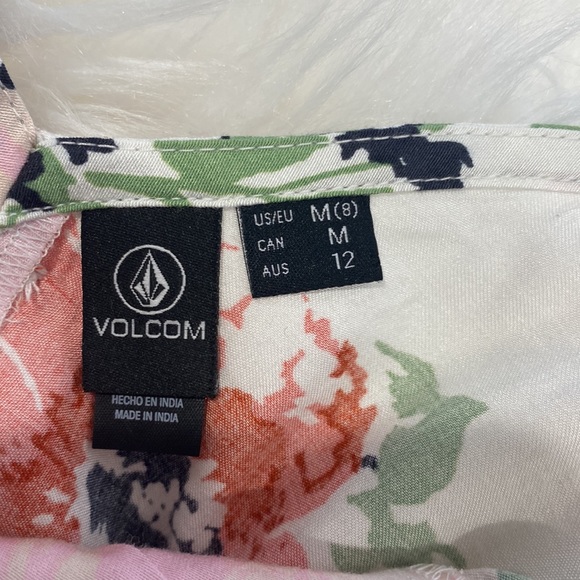 VOLCOM
HECHO EN INDIA
MADE IN INDIA
US/EU M(8)
CAN M
AUS 12